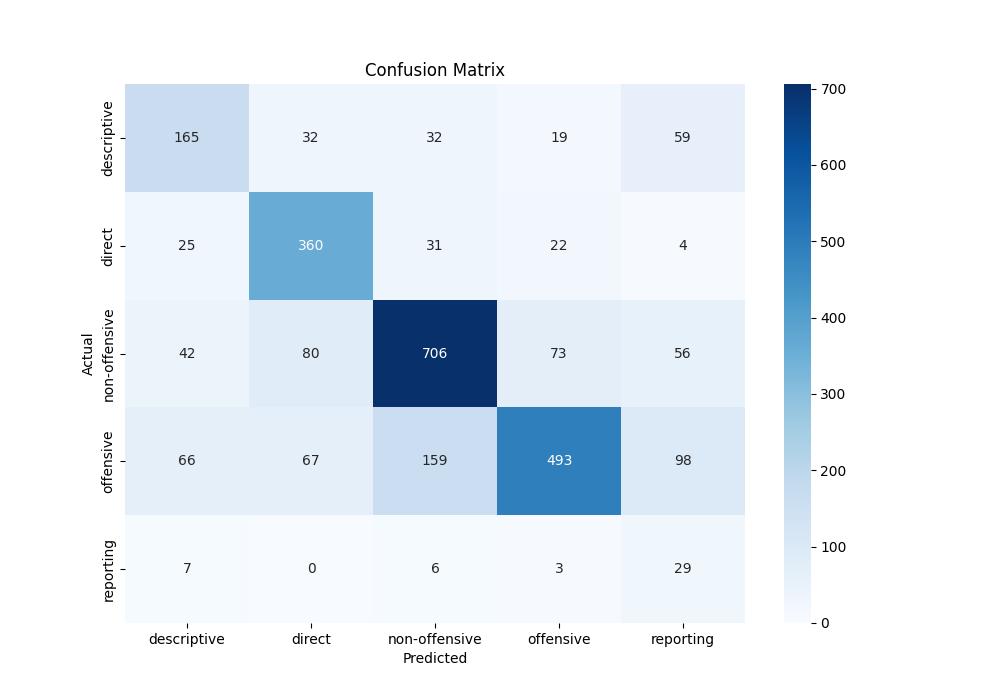 Confusion Matrix
descriptive 165 32 32 19 59
direct 25 360 31 22 4
non-offensive 42 80 706 73 56
offensive 66 67 159 493 98
reporting 7 0 6 3 29
Actual
descriptive direct non-offensive offensive reporting
Predicted
700
600
500
400
300
200
100
0